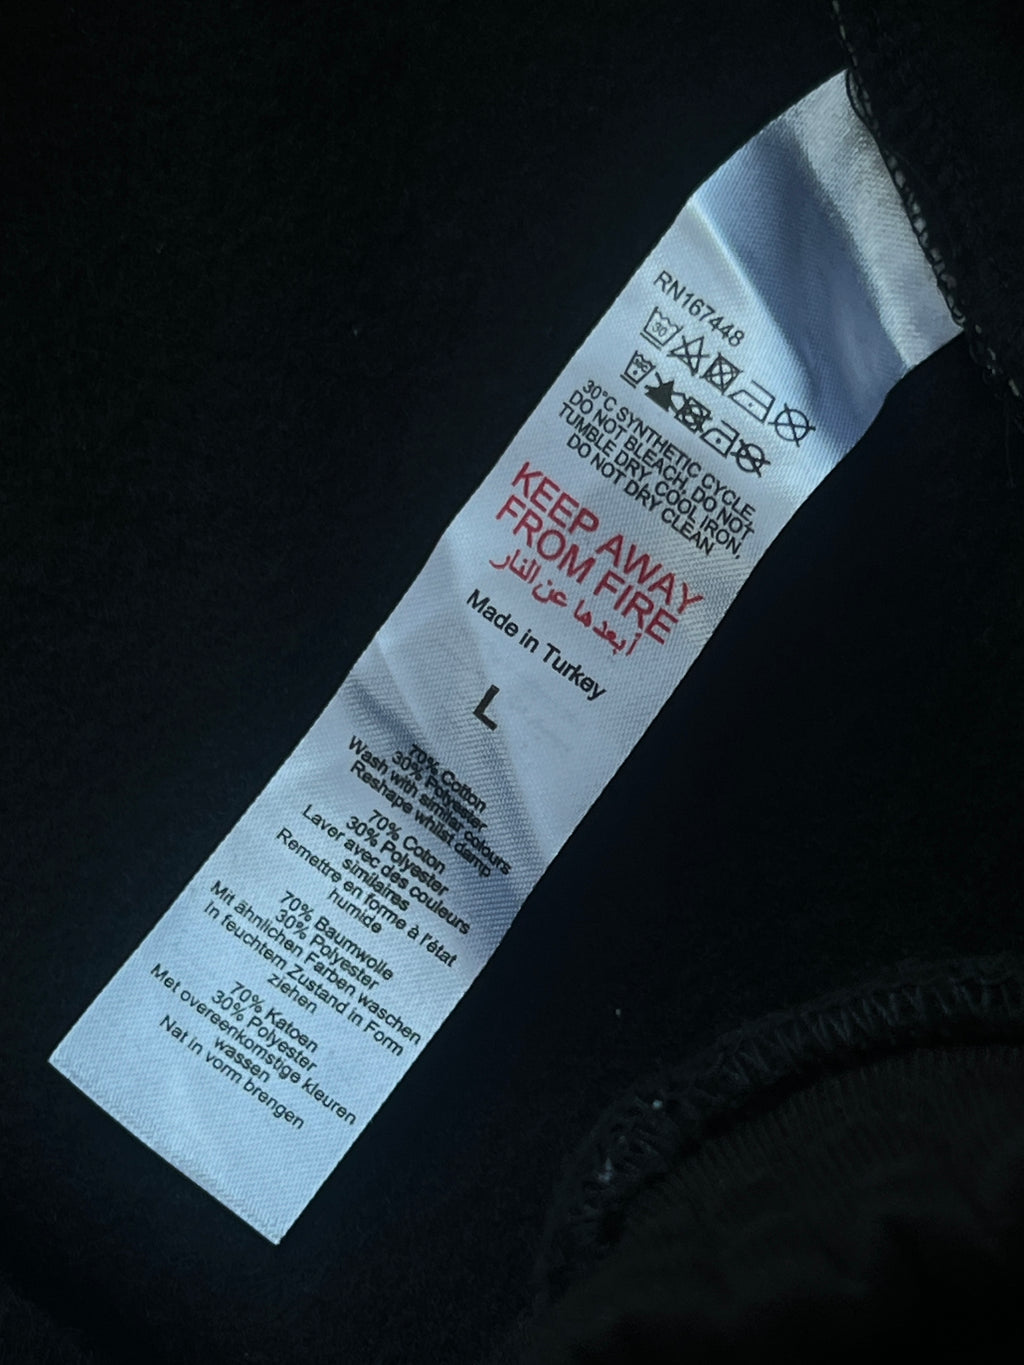 RN167448
30
30°C SYNTHETIC CYCLE,
DO NOT BLEACH, DO NOT
TUMBLE DRY, COOL IRON,
DO NOT DRY CLEAN
KEEP AWAY
FROM FIRE
أبعدها عن النار
Made in Turkey
L
70% Cotton
30% Polyester
Wash with similar colours
Reshape whilst damp
70% Coton
30% Polyester
Laver avec des couleurs
similaires
Remettre en forme à l'état
humide
70% Baumwolle
30% Polyester
Mit ähnlichen Farben waschen
In feuchtem Zustand in Form
ziehen
70% Katoen
30% Polyester
Met overeenkomstige kleuren
wassen
Nat in vorm brengen